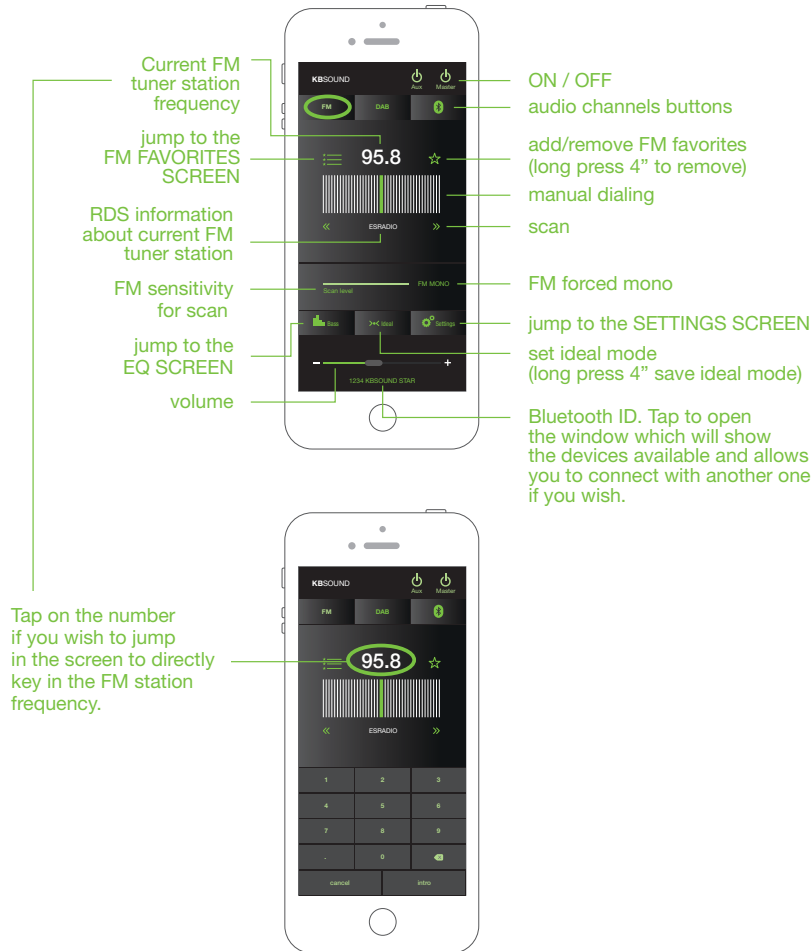 Current FM
tuner station
frequency
jump to the
FM FAVORITES
SCREEN
RDS information
about current FM
tuner station
FM sensitivity
for scan
jump to the
EQ SCREEN
volume
KBSOUND
Aux Master
FM DAB
95.8
ESRADIO
Scan level
FM MONO
Bass Ideal Settings
- +
1234 KBSOUND STAR
ON / OFF
audio channels buttons
add/remove FM favorites
(long press 4” to remove)
manual dialing
scan
FM forced mono
jump to the SETTINGS SCREEN
set ideal mode
(long press 4” save ideal mode)
Bluetooth ID. Tap to open
the window which will show
the devices available and allows
you to connect with another one
if you wish.
Tap on the number
if you wish to jump
in the screen to directly
key in the FM station
frequency.
KBSOUND
Aux Master
FM DAB
95.8
ESRADIO
1 2 3
4 5 6
7 8 9
. 0
cancel intro